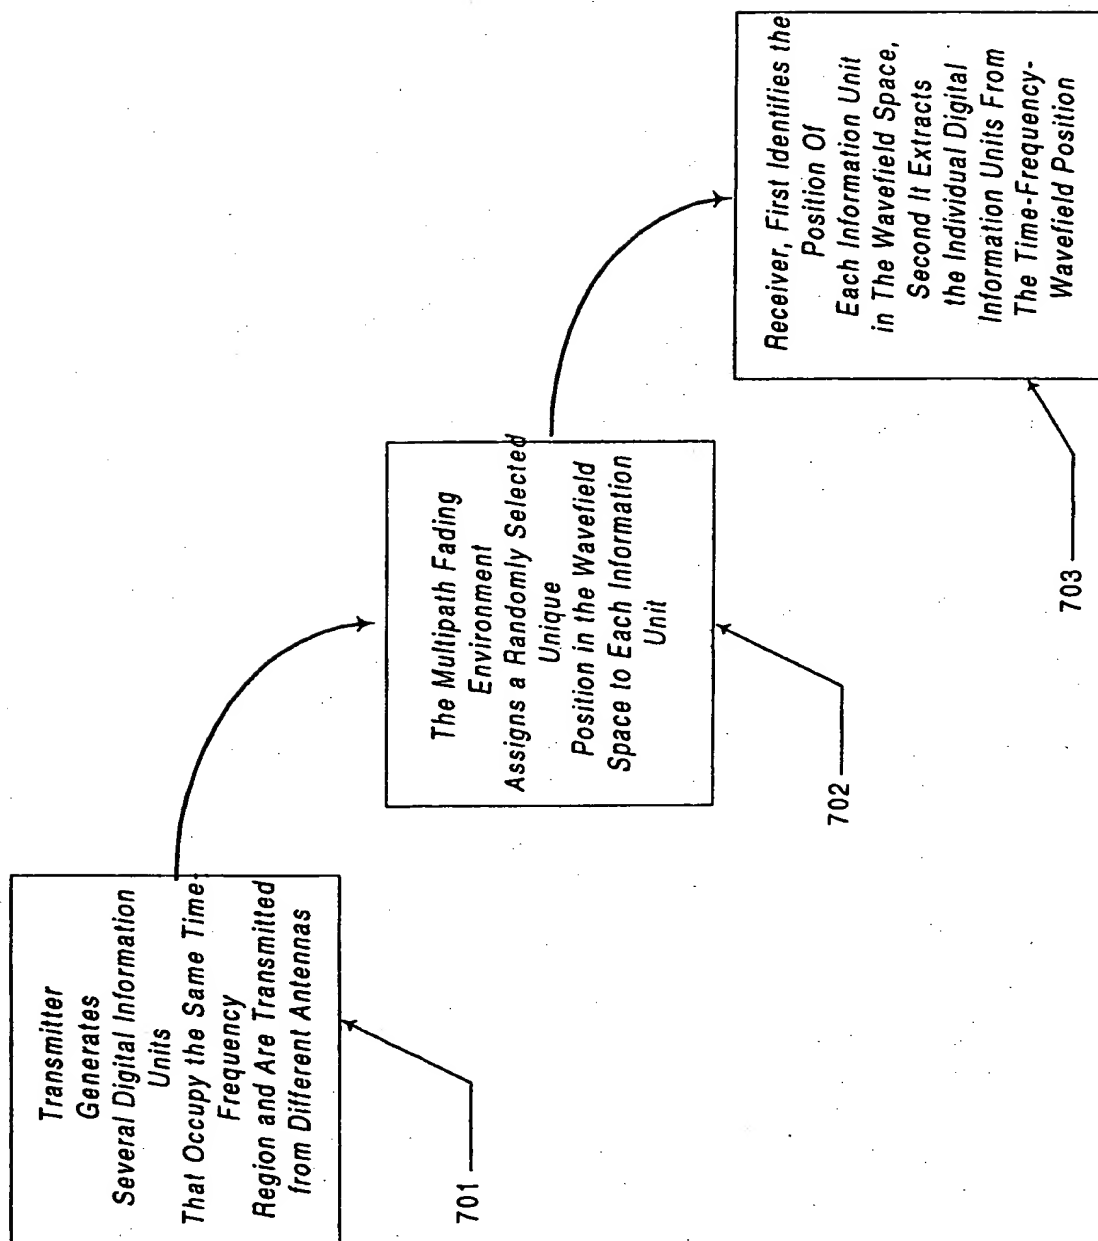 Transmitter
Generates
Several Digital Information
Units
That Occupy the Same Time-
Frequency
Region and Are Transmitted
from Different Antennas
701
The Multipath Fading
Environment
Assigns a Randomly Selected
Unique
Position in the Wavefield
Space to Each Information
Unit
702
Receiver, First Identifies the
Position Of
Each Information Unit
in The Wavefield Space,
Second It Extracts
the Individual Digital
Information Units From
The Time-Frequency-
Wavefield Position
703